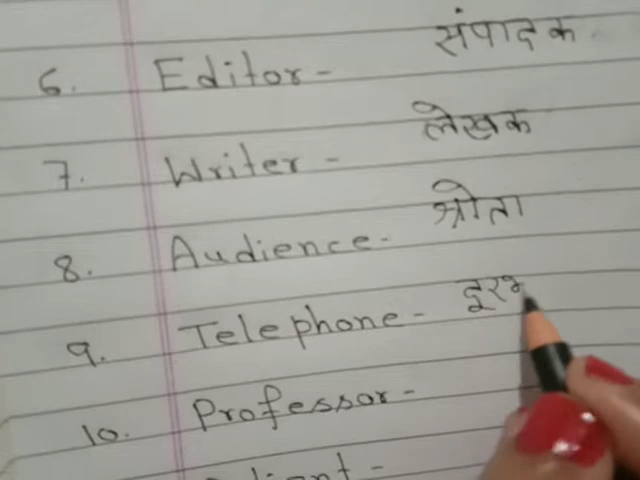 6. Editor - संपादक
7. Writer - लेखक
8. Audience - श्रोता
9. Telephone - दूरभ
10. Professor -